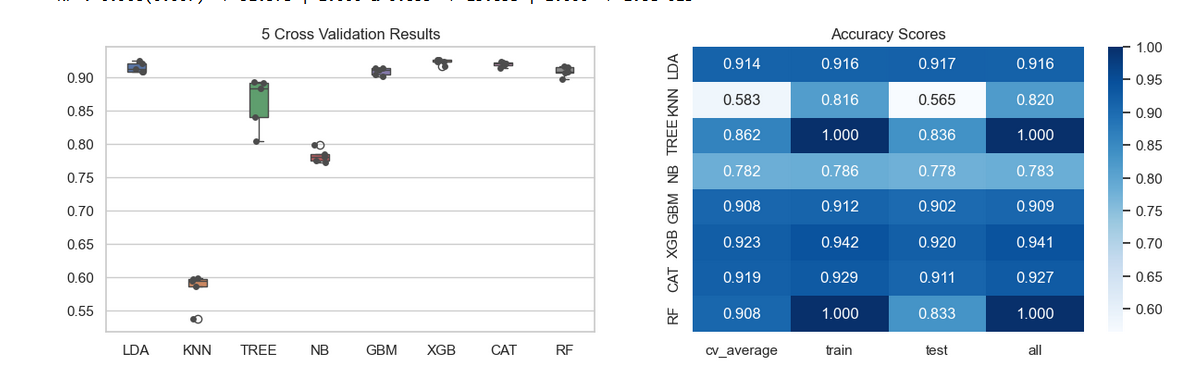 5 Cross Validation Results
0.90
0.85
0.80
0.75
0.70
0.65
0.60
0.55
LDA KNN TREE NB GBM XGB CAT RF
Accuracy Scores
LDA 0.914 0.916 0.917 0.916
KNN 0.583 0.816 0.565 0.820
TREE 0.862 1.000 0.836 1.000
NB 0.782 0.786 0.778 0.783
GBM 0.908 0.912 0.902 0.909
XGB 0.923 0.942 0.920 0.941
CAT 0.919 0.929 0.911 0.927
RF 0.908 1.000 0.833 1.000
cv_average train test all
1.00
0.95
0.90
0.85
0.80
0.75
0.70
0.65
0.60